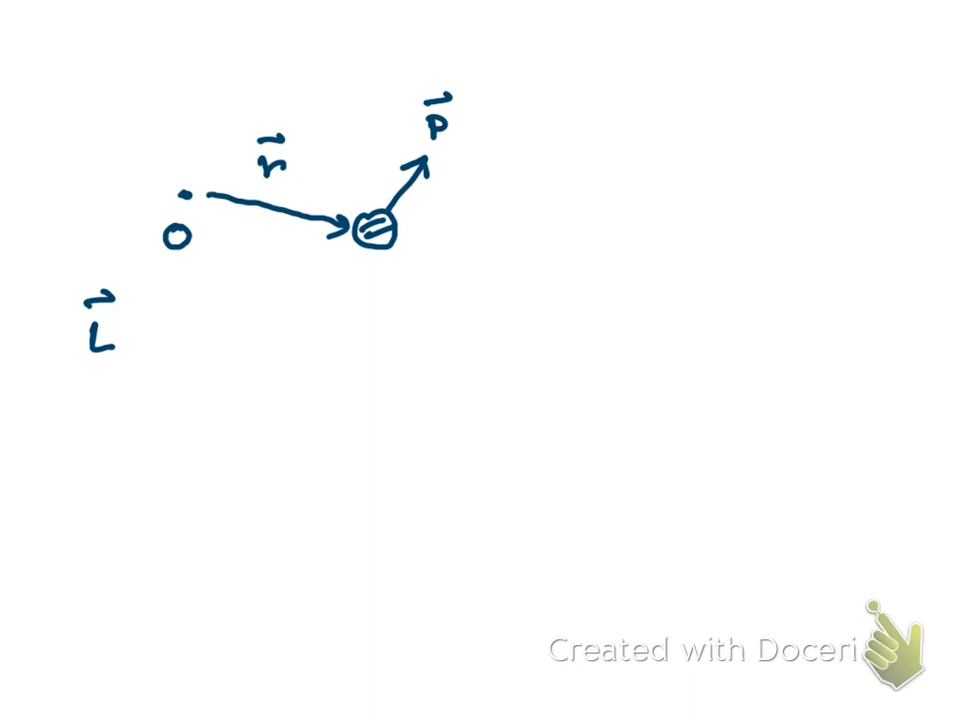 p⃗
r⃗
O
L⃗
Created with Doceri